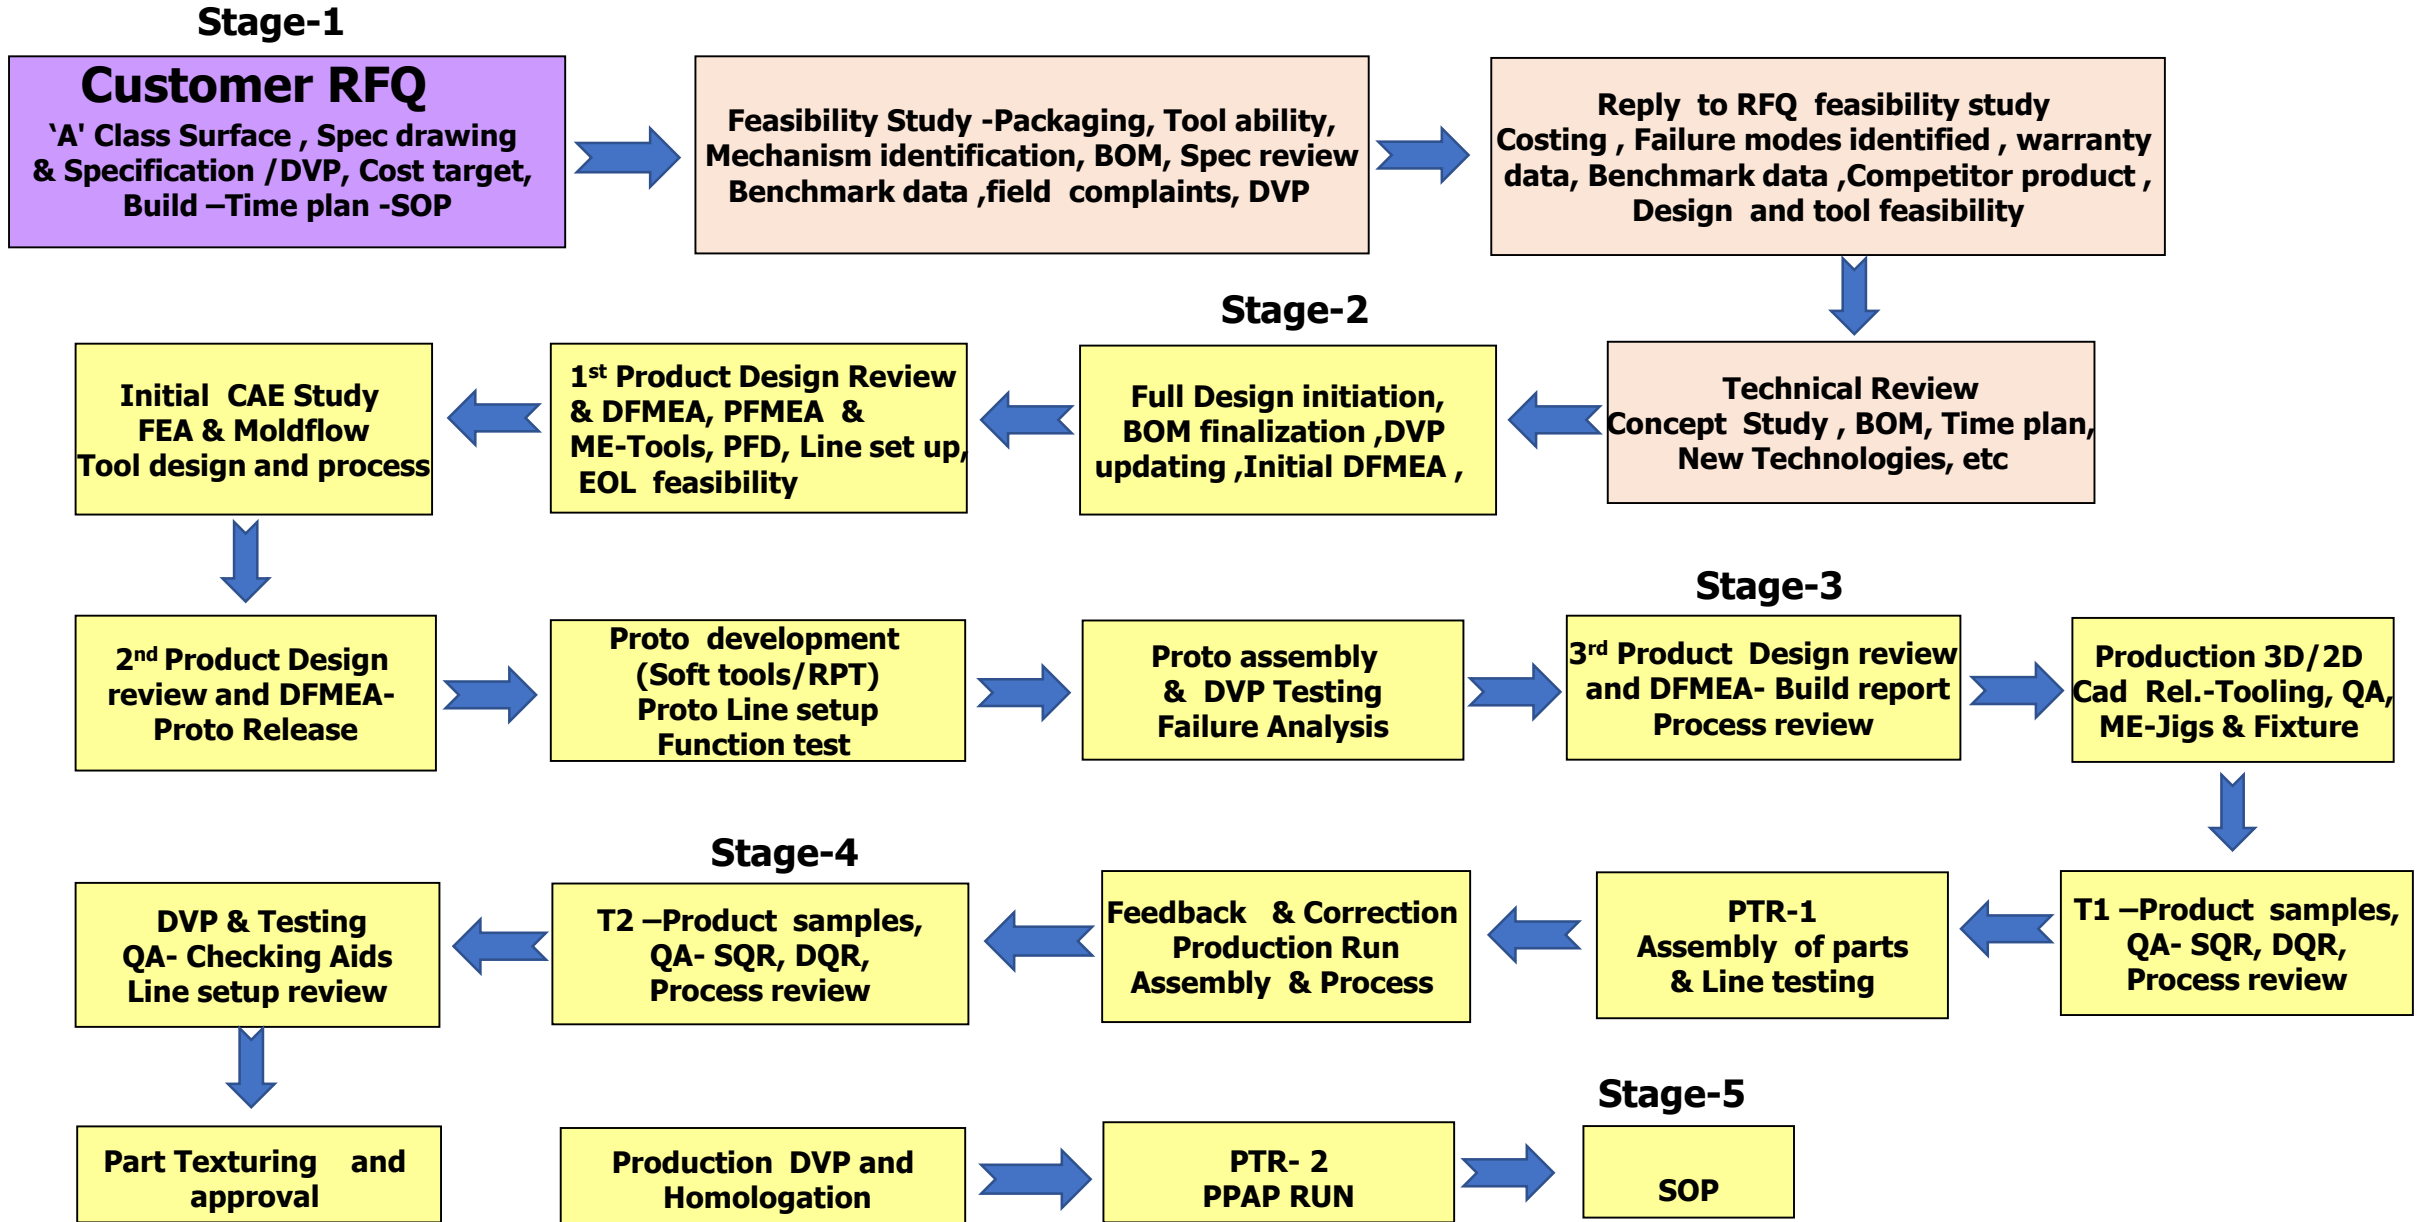 Stage-1
Customer RFQ
‘A' Class Surface , Spec drawing
& Specification /DVP, Cost target,
Build –Time plan -SOP
Feasibility Study -Packaging, Tool ability,
Mechanism identification, BOM, Spec review
Benchmark data ,field complaints, DVP
Reply to RFQ feasibility study
Costing , Failure modes identified , warranty
data, Benchmark data ,Competitor product ,
Design and tool feasibility
Stage-2
Technical Review
Concept Study , BOM, Time plan,
New Technologies, etc
Full Design initiation,
BOM finalization ,DVP
updating ,Initial DFMEA ,
1st Product Design Review
& DFMEA, PFMEA &
ME-Tools, PFD, Line set up,
EOL feasibility
Initial CAE Study
FEA & Moldflow
Tool design and process
2nd Product Design
review and DFMEA-
Proto Release
Proto development
(Soft tools/RPT)
Proto Line setup
Function test
Proto assembly
& DVP Testing
Failure Analysis
Stage-3
3rd Product Design review
and DFMEA- Build report
Process review
Production 3D/2D
Cad Rel.-Tooling, QA,
ME-Jigs & Fixture
T1 –Product samples,
QA- SQR, DQR,
Process review
PTR-1
Assembly of parts
& Line testing
Feedback & Correction
Production Run
Assembly & Process
Stage-4
T2 –Product samples,
QA- SQR, DQR,
Process review
DVP & Testing
QA- Checking Aids
Line setup review
Part Texturing and
approval
Production DVP and
Homologation
PTR- 2
PPAP RUN
Stage-5
SOP